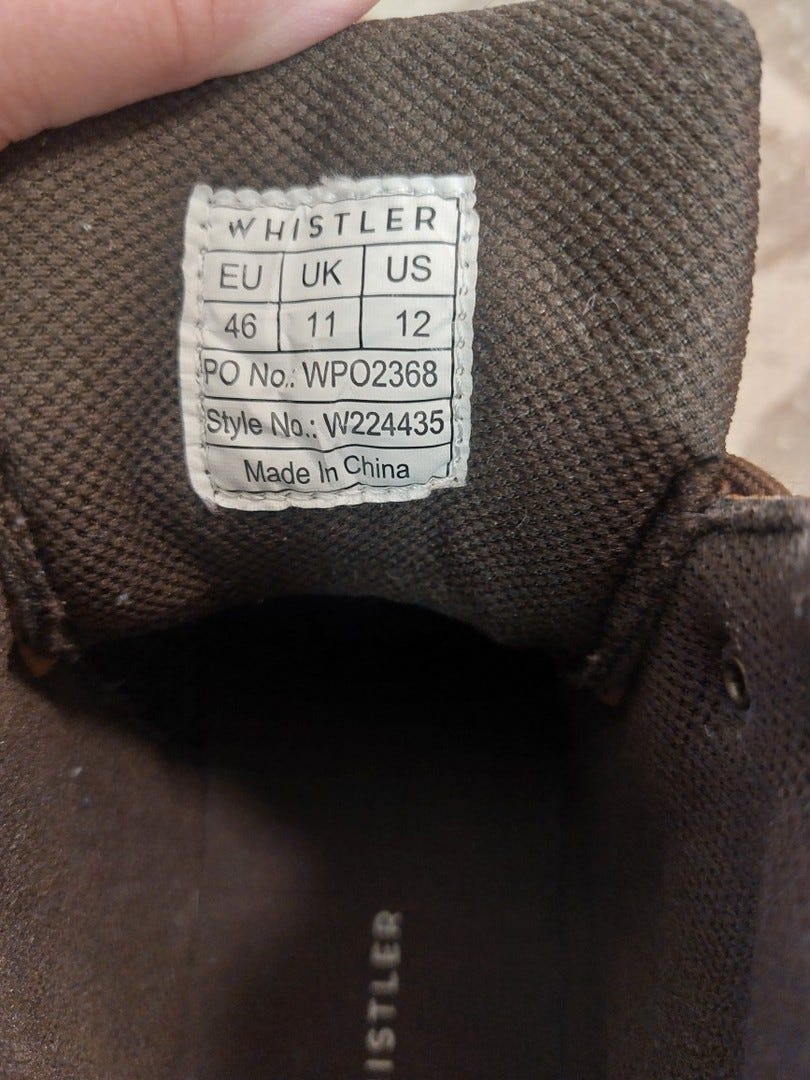 WHISTLER
EU UK US
46 11 12
PO No.: WPO2368
Style No.: W224435
Made In China
ISTLER